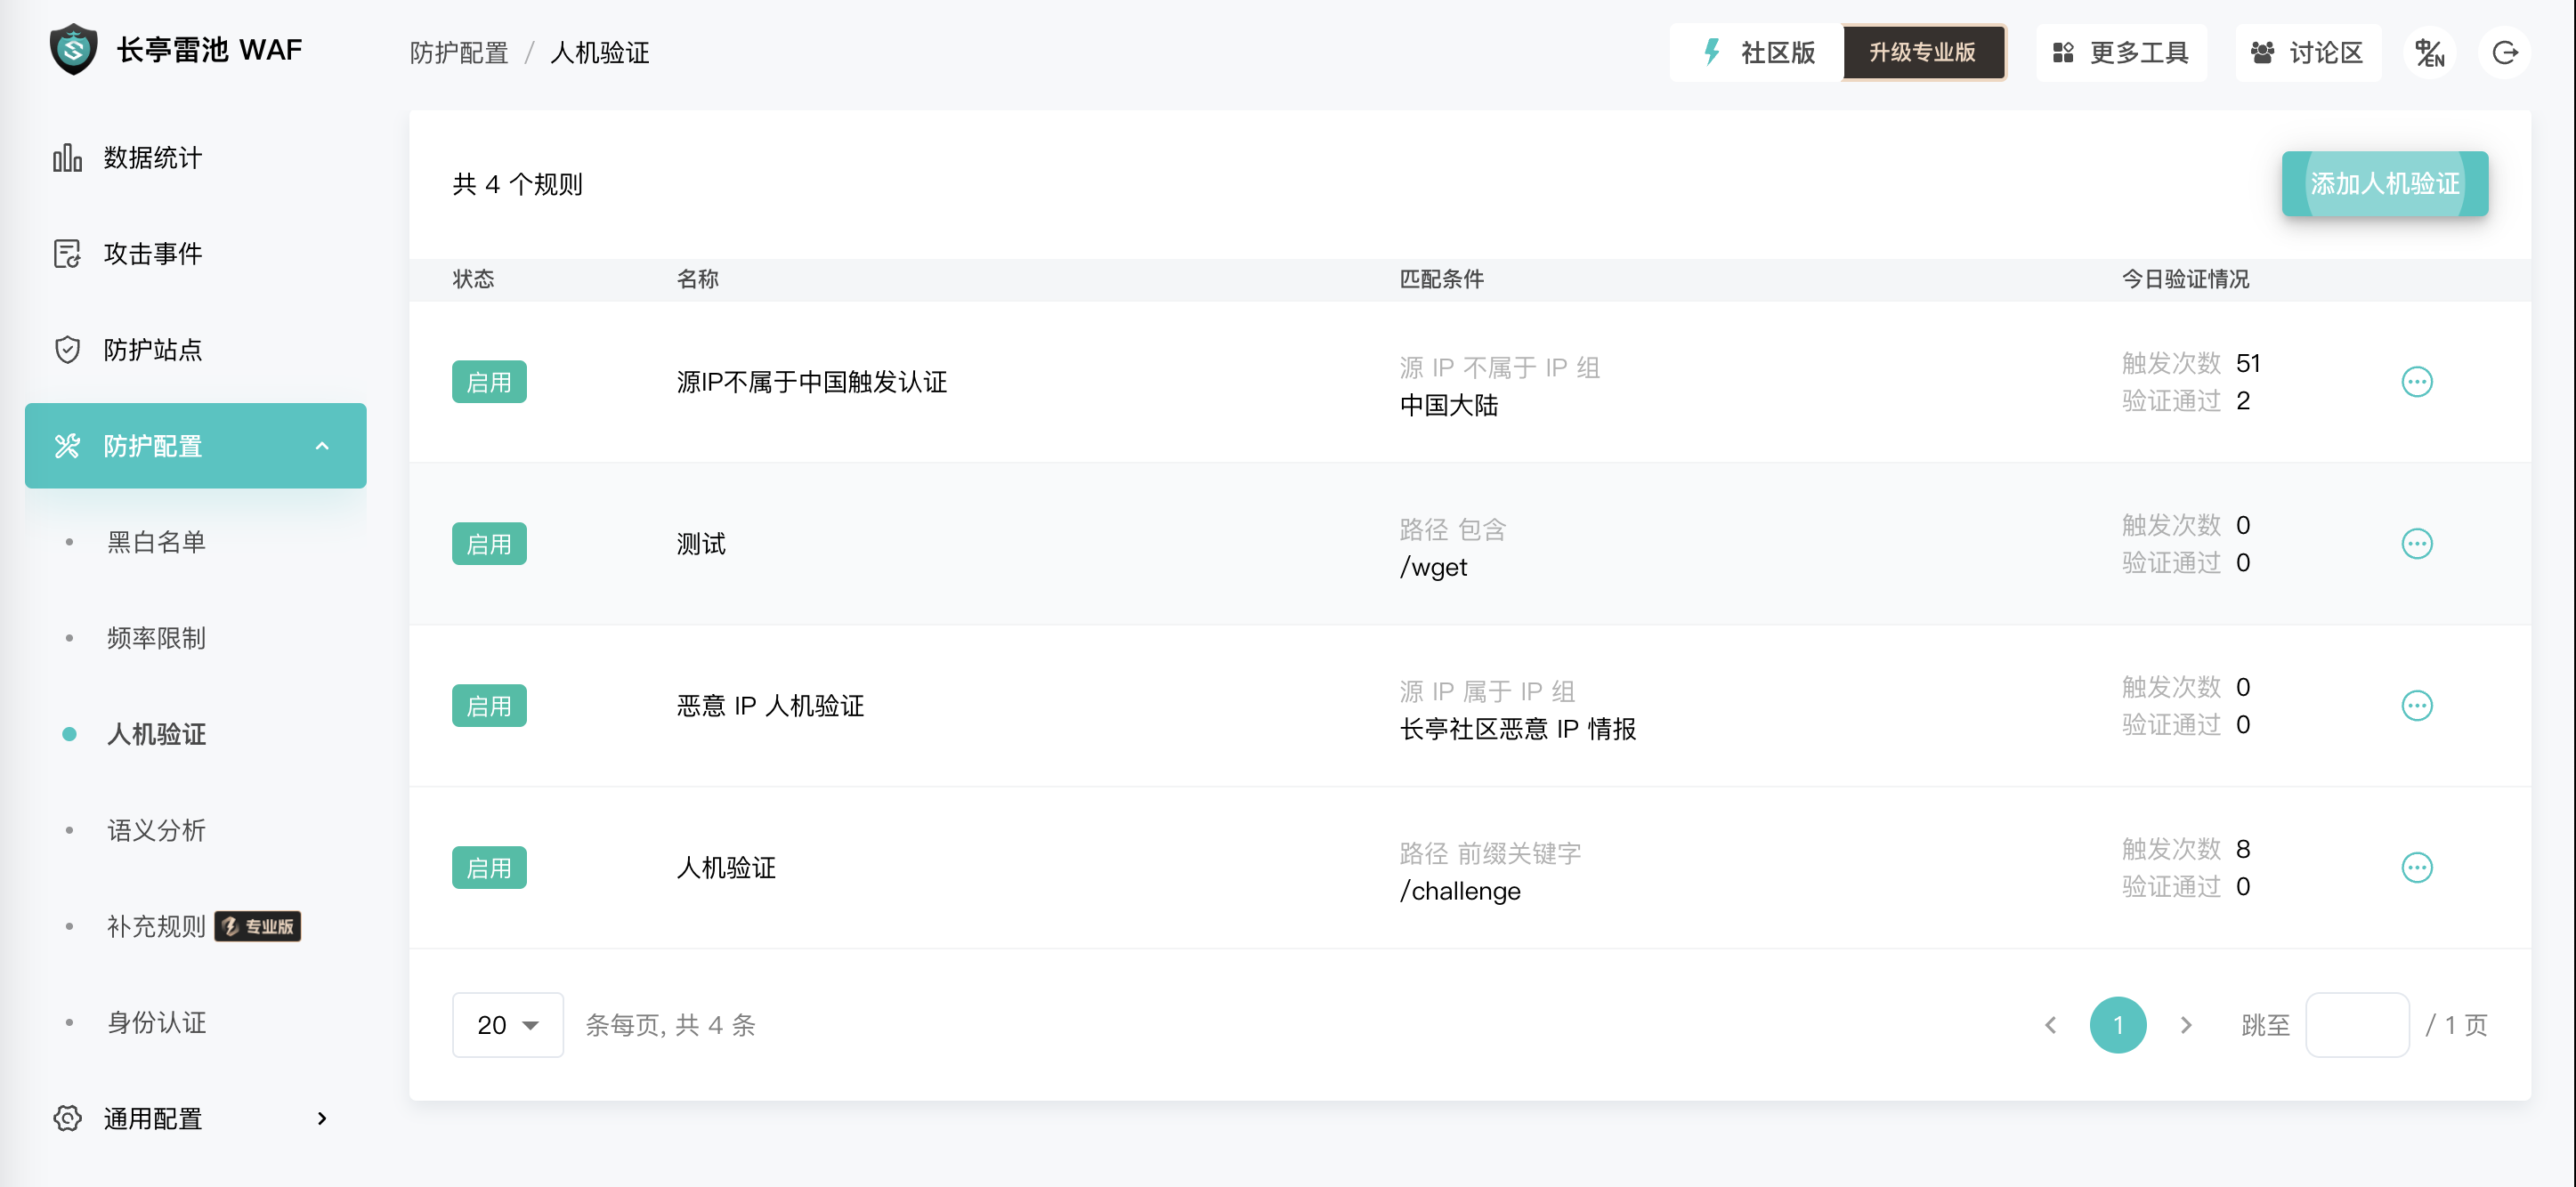 长亭雷池 WAF
防护配置 / 人机验证
社区版
升级专业版
更多工具
讨论区
中/EN
数据统计
攻击事件
防护站点
防护配置
黑白名单
频率限制
人机验证
语义分析
补充规则 专业版
身份认证
通用配置
共 4 个规则
添加人机验证
状态 名称 匹配条件 今日验证情况
启用
源IP不属于中国触发认证
源 IP 不属于 IP 组
中国大陆
触发次数 51
验证通过 2
启用
测试
路径 包含
/wget
触发次数 0
验证通过 0
启用
恶意 IP 人机验证
源 IP 属于 IP 组
长亭社区恶意 IP 情报
触发次数 0
验证通过 0
启用
人机验证
路径 前缀关键字
/challenge
触发次数 8
验证通过 0
20 条每页, 共 4 条
1
跳至 / 1 页